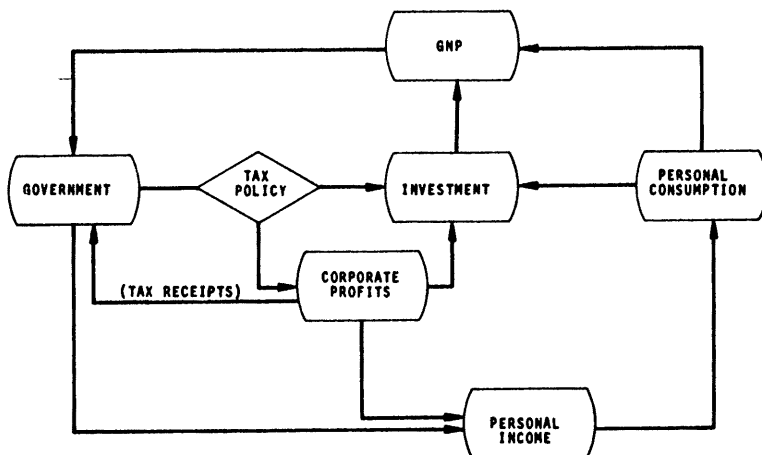 GNP
GOVERNMENT
TAX
POLICY
INVESTMENT
PERSONAL
CONSUMPTION
(TAX RECEIPTS)
CORPORATE
PROFITS
PERSONAL
INCOME